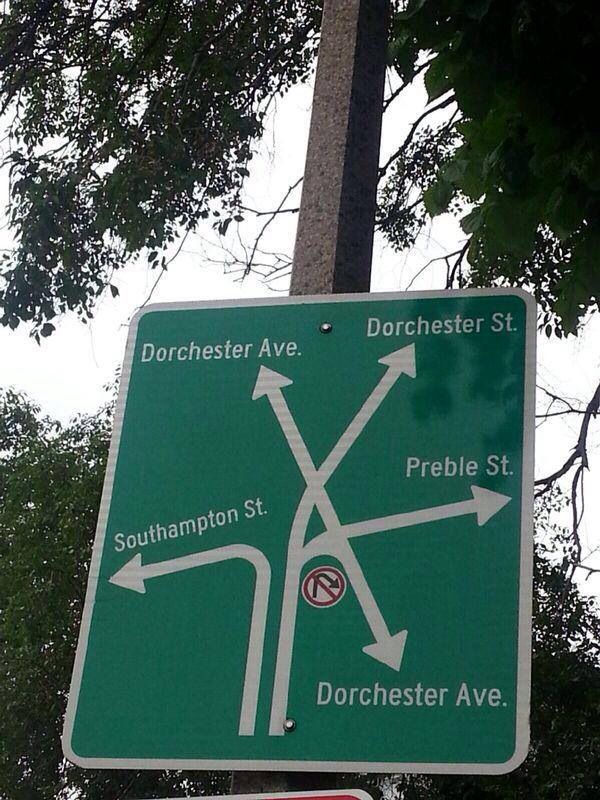 Dorchester St.
Dorchester Ave.
Preble St.
Southampton St.
Dorchester Ave.